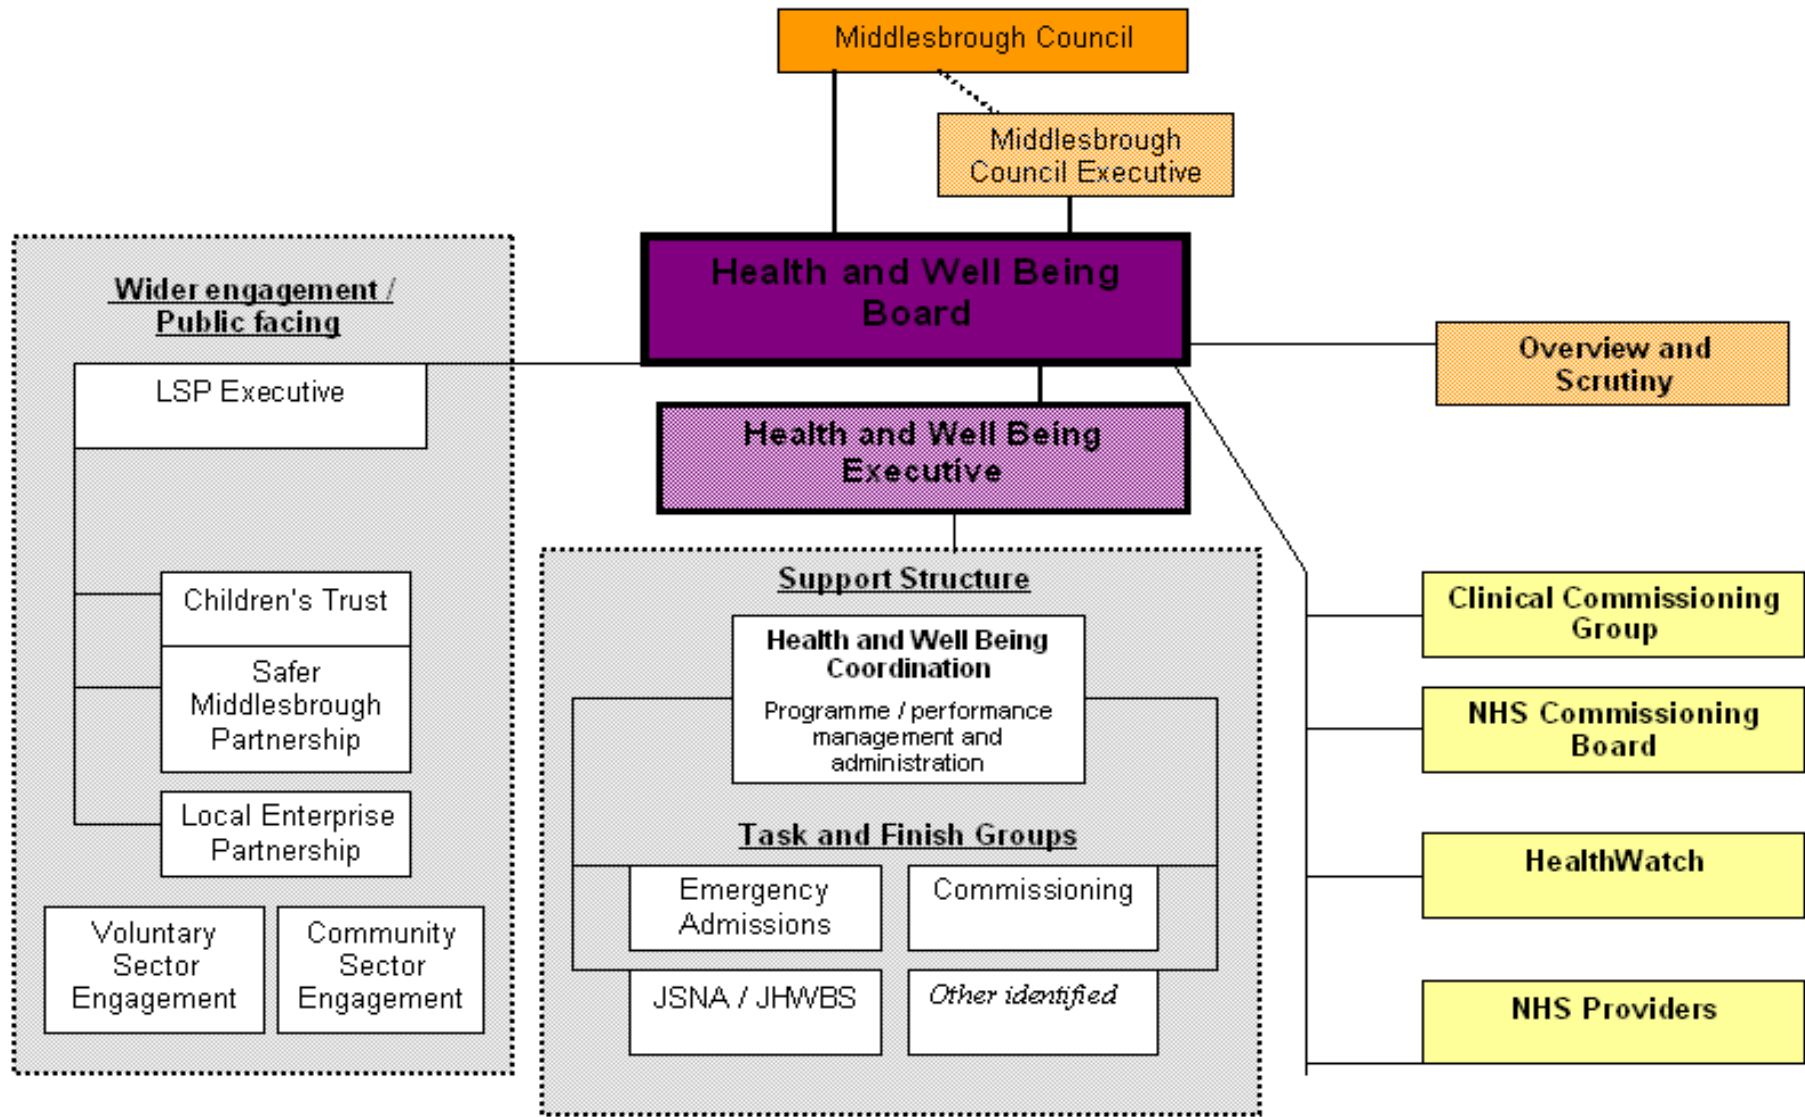 Middlesbrough Council
Middlesbrough
Council Executive
Health and Well Being
Board
Wider engagement /
Public facing
LSP Executive
Overview and
Scrutiny
Health and Well Being
Executive
Children's Trust
Safer
Middlesbrough
Partnership
Local Enterprise
Partnership
Voluntary
Sector
Engagement
Community
Sector
Engagement
Support Structure
Health and Well Being
Coordination
Programme / performance
management and
administration
Task and Finish Groups
Emergency
Admissions
Commissioning
JSNA / JHWBS
Other identified
Clinical Commissioning
Group
NHS Commissioning
Board
HealthWatch
NHS Providers